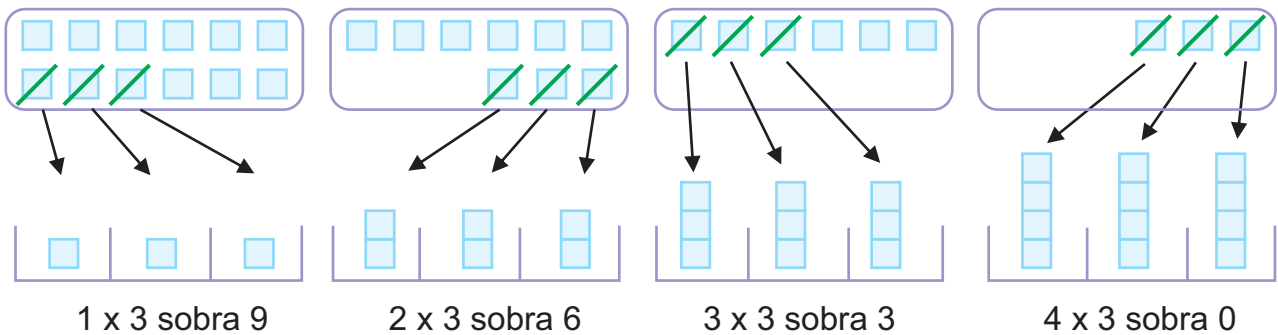 1 x 3 sobra 9
2 x 3 sobra 6
3 x 3 sobra 3
4 x 3 sobra 0